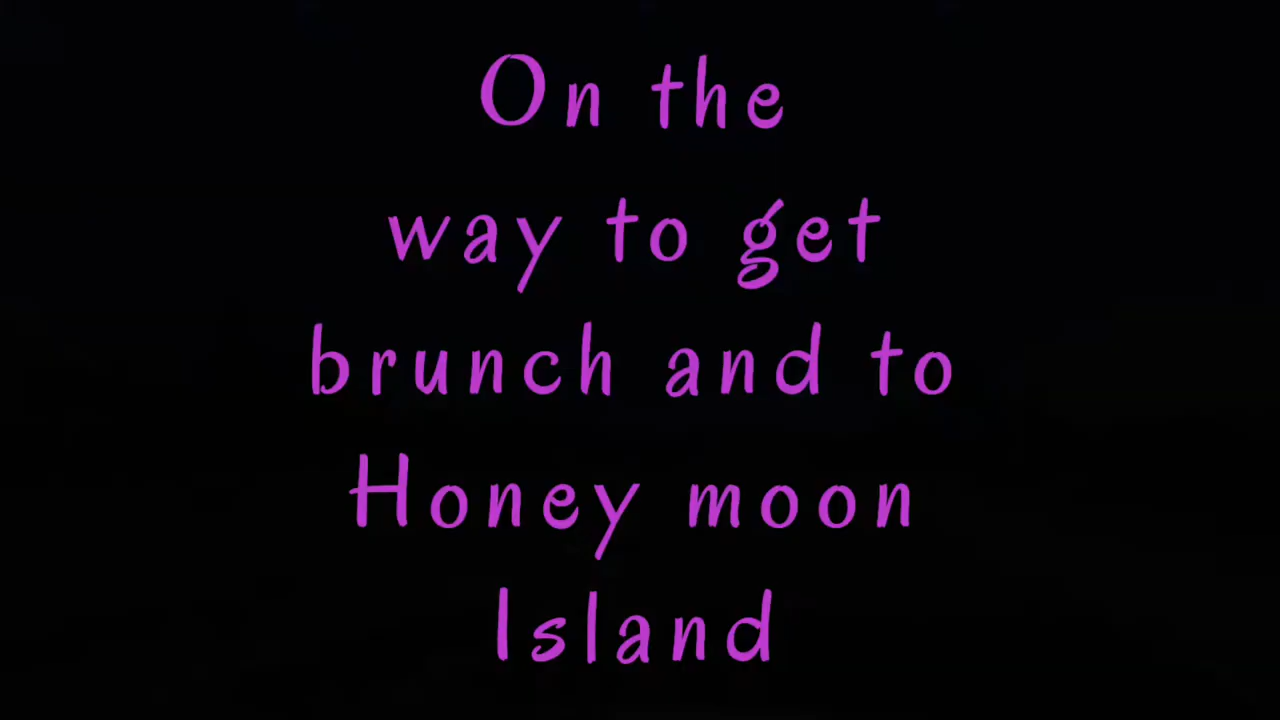 On the
way to get
brunch and to
Honey moon
Island